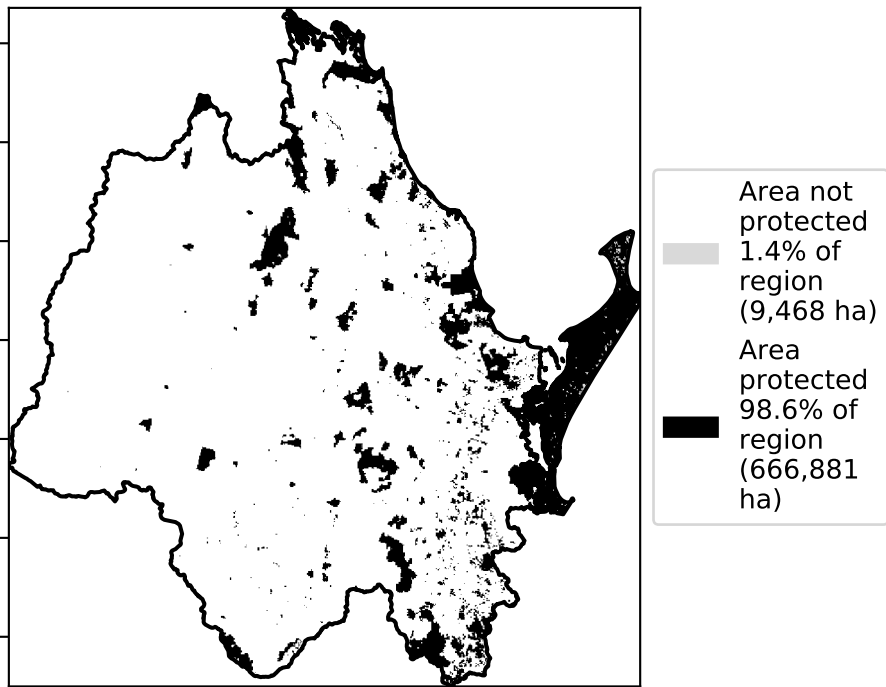 Area not
protected
1.4% of
region
(9,468 ha)
Area
protected
98.6% of
region
(666,881
ha)